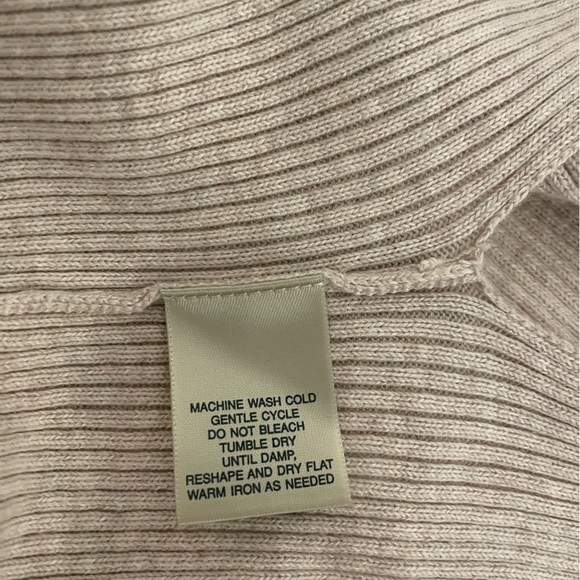 MACHINE WASH COLD
GENTLE CYCLE
DO NOT BLEACH
TUMBLE DRY
UNTIL DAMP,
RESHAPE AND DRY FLAT
WARM IRON AS NEEDED